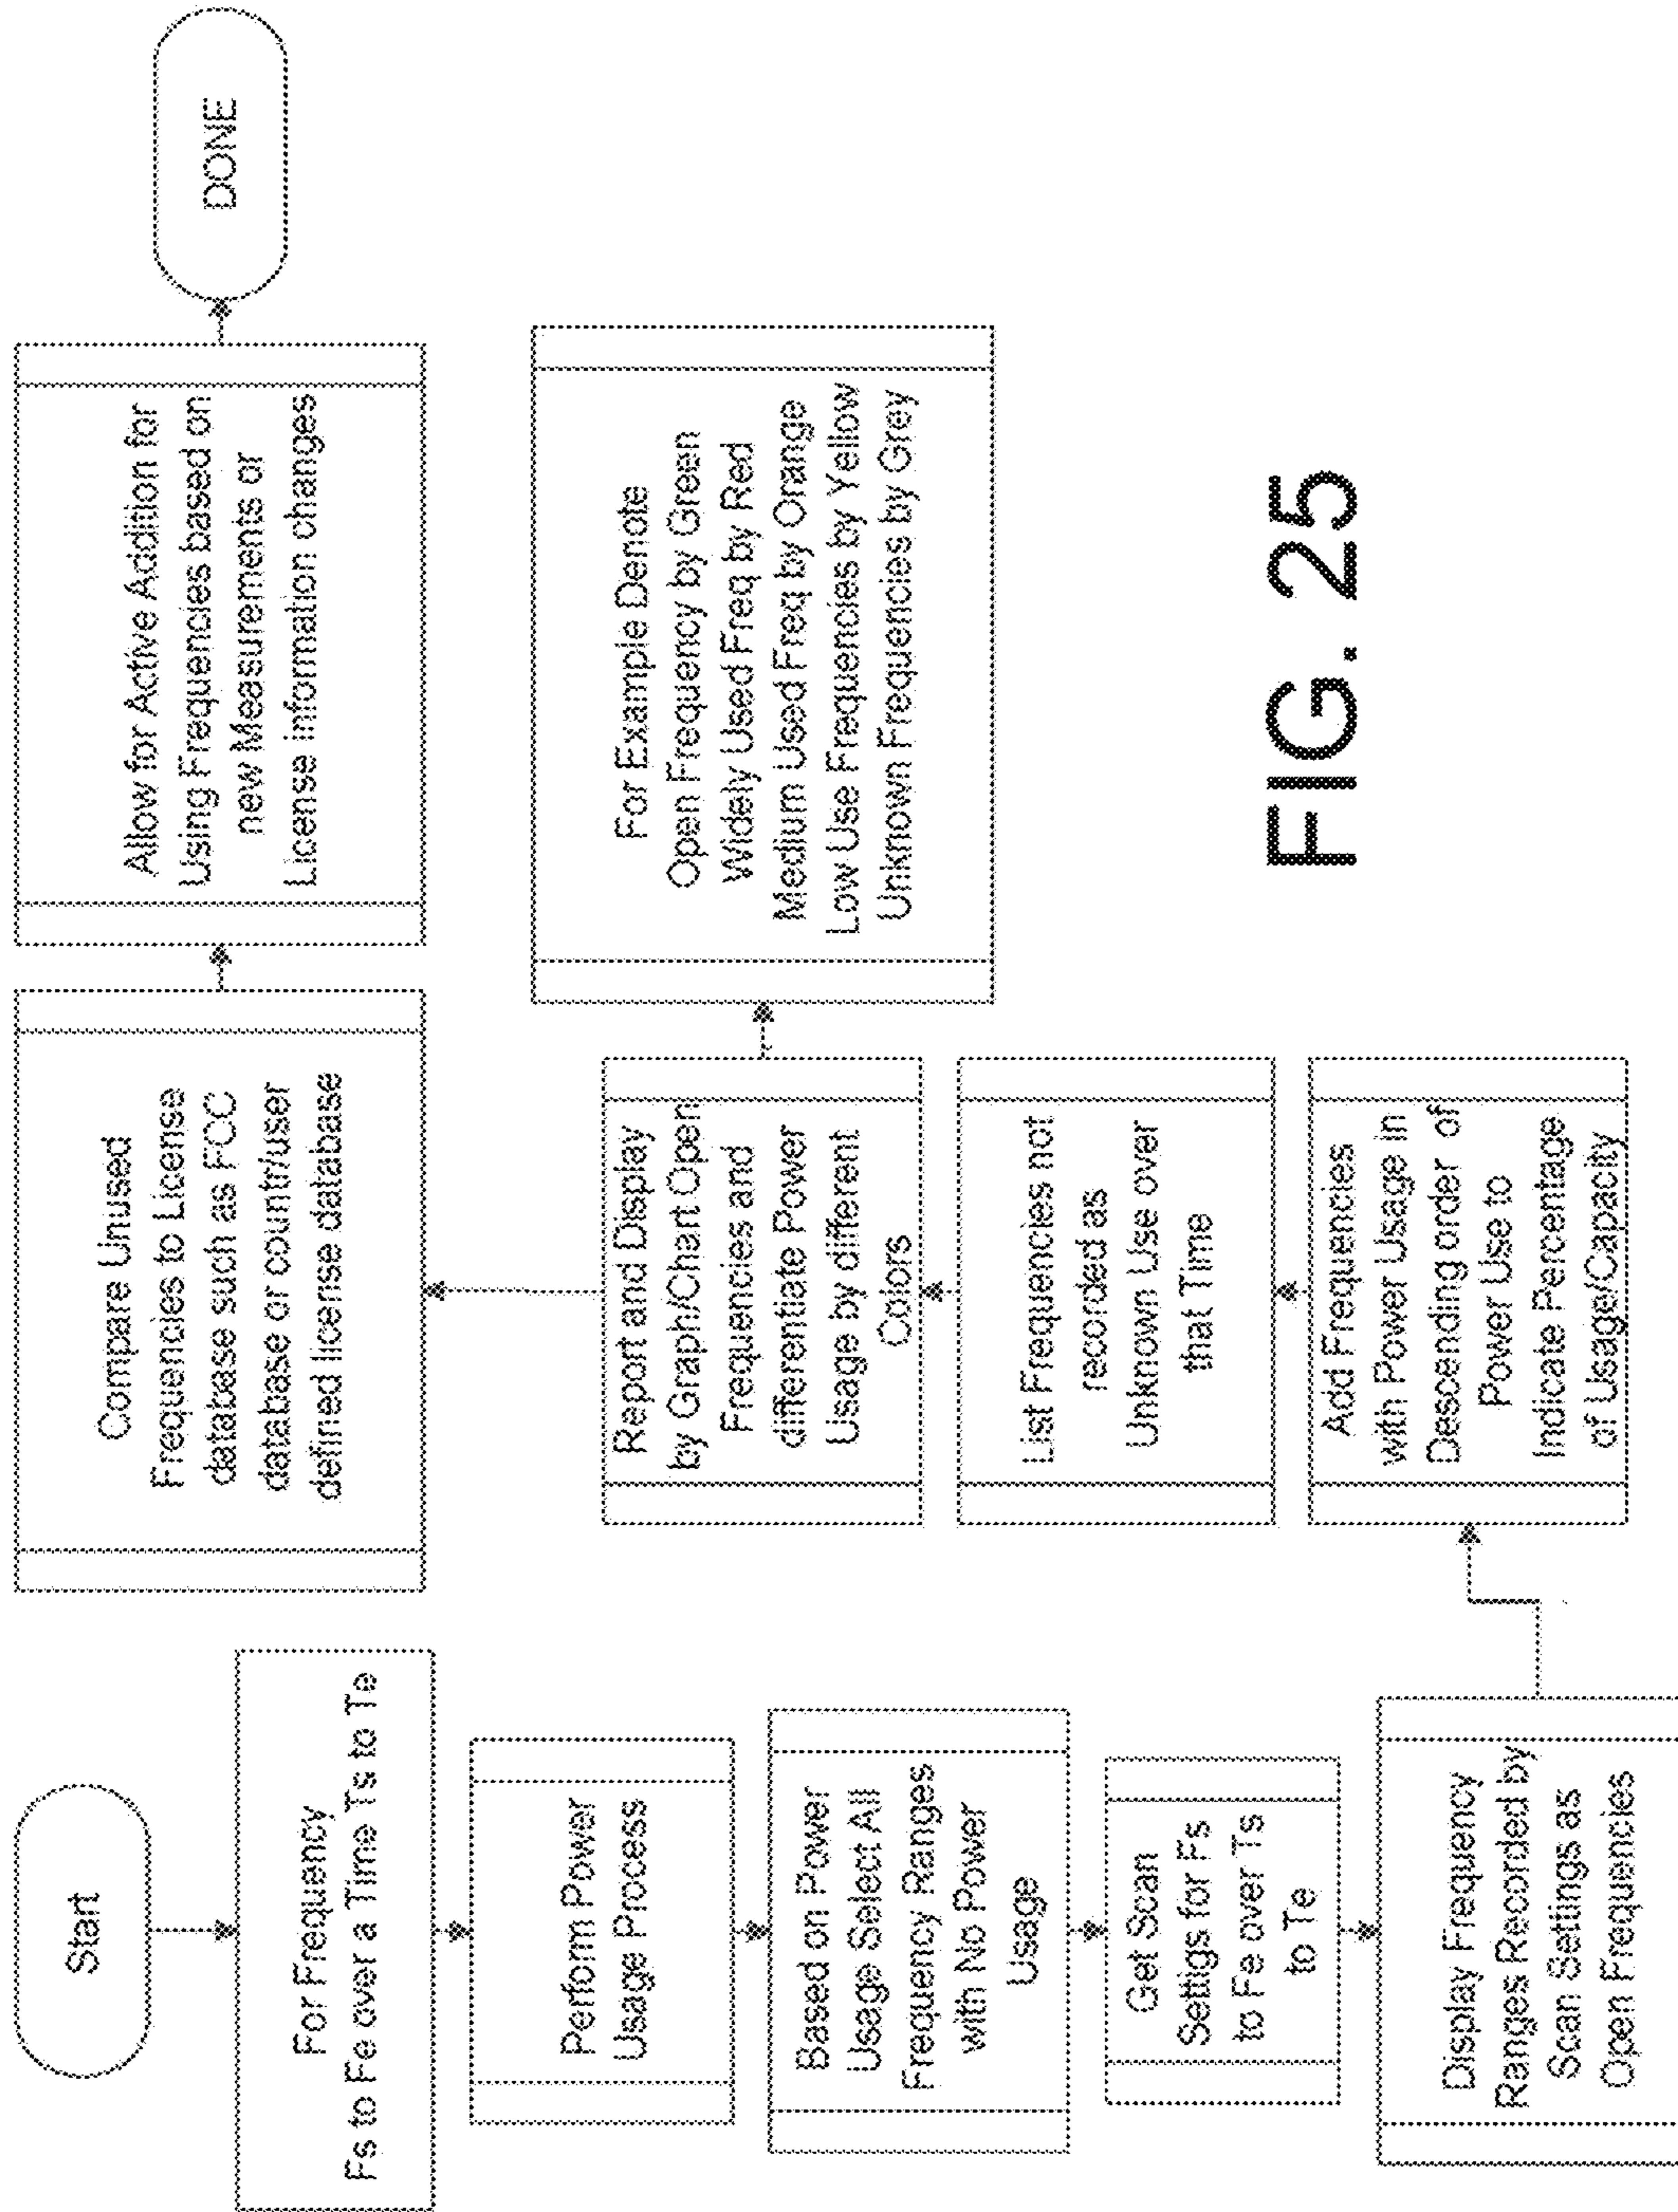 Start
For Frequency
Fs to Fe over a Time Ts to Te
Perform Power
Usage Process
Based on Power
Usage Select All
Frequency Ranges
with No Power
Usage
Get Scan
Settigs for Fs
to Fe over Ts
to Te
Display Frequency
Ranges Recorded by
Scan Settings as
Open Frequencies
Add Frequencies
with Power Usage in
Descending order of
Power Use to
Indicate Percentage
of Usage/Capacity
List Frequencies not
recorded as
Unknown Use over
that Time
Report and Display
by Graph/Chart Open
Frequencies and
differentiate Power
Usage by different
Colors
For Example Denote
Open Frequency by Green
Widely Used Freq by Red
Medium Used Freq by Orange
Low Use Frequencies by Yellow
Unknown Frequencies by Grey
Compare Unused
Frequencies to License
database such as FCC
database or countr/user
defined license database
Allow for Active Addition for
Using Frequencies based on
new Measurements or
License information changes
DONE
FIG. 25